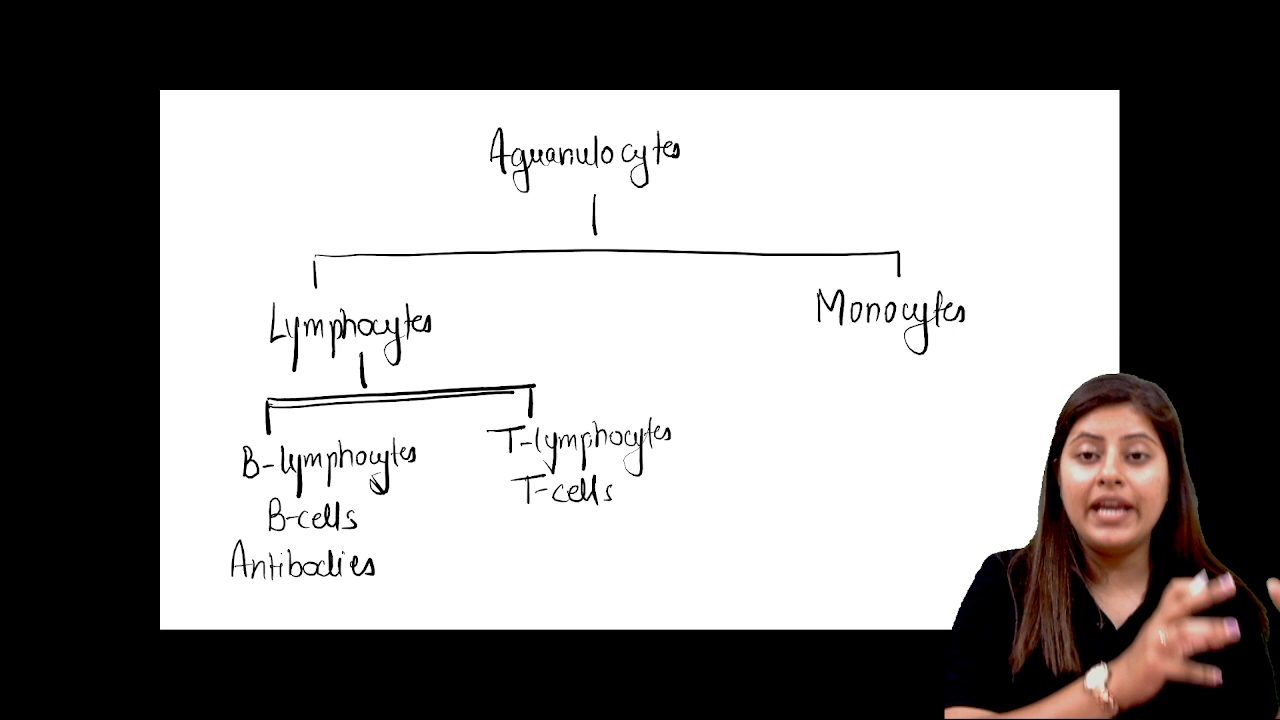 Agranulocytes
Lymphocytes
Monocytes
B-lymphocytes
T-lymphocytes
B-cells
T-cells
Antibodies